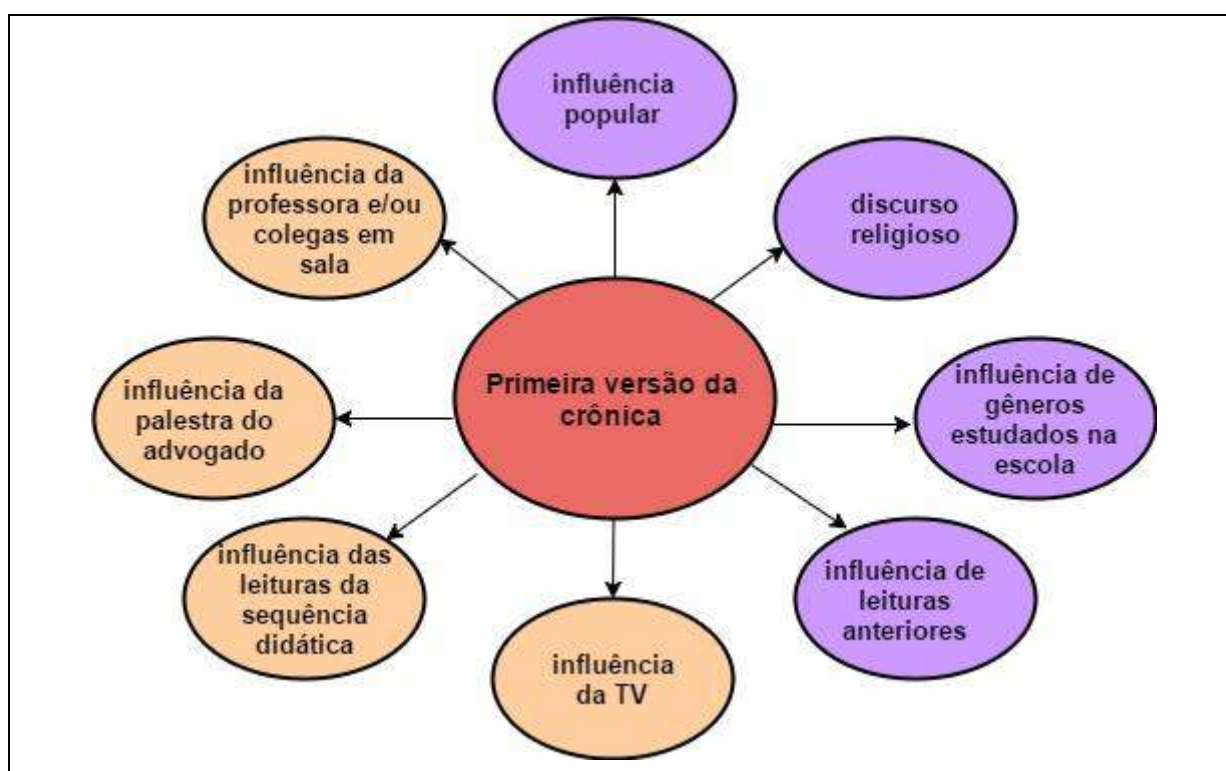 influência
popular
influência da
professora e/ou
colegas em
sala
discurso
religioso
Primeira versão da
crônica
influência da
palestra do
advogado
influência de
gêneros
estudados na
escola
influência das
leituras da
sequência
didática
influência de
leituras
anteriores
influência
da TV